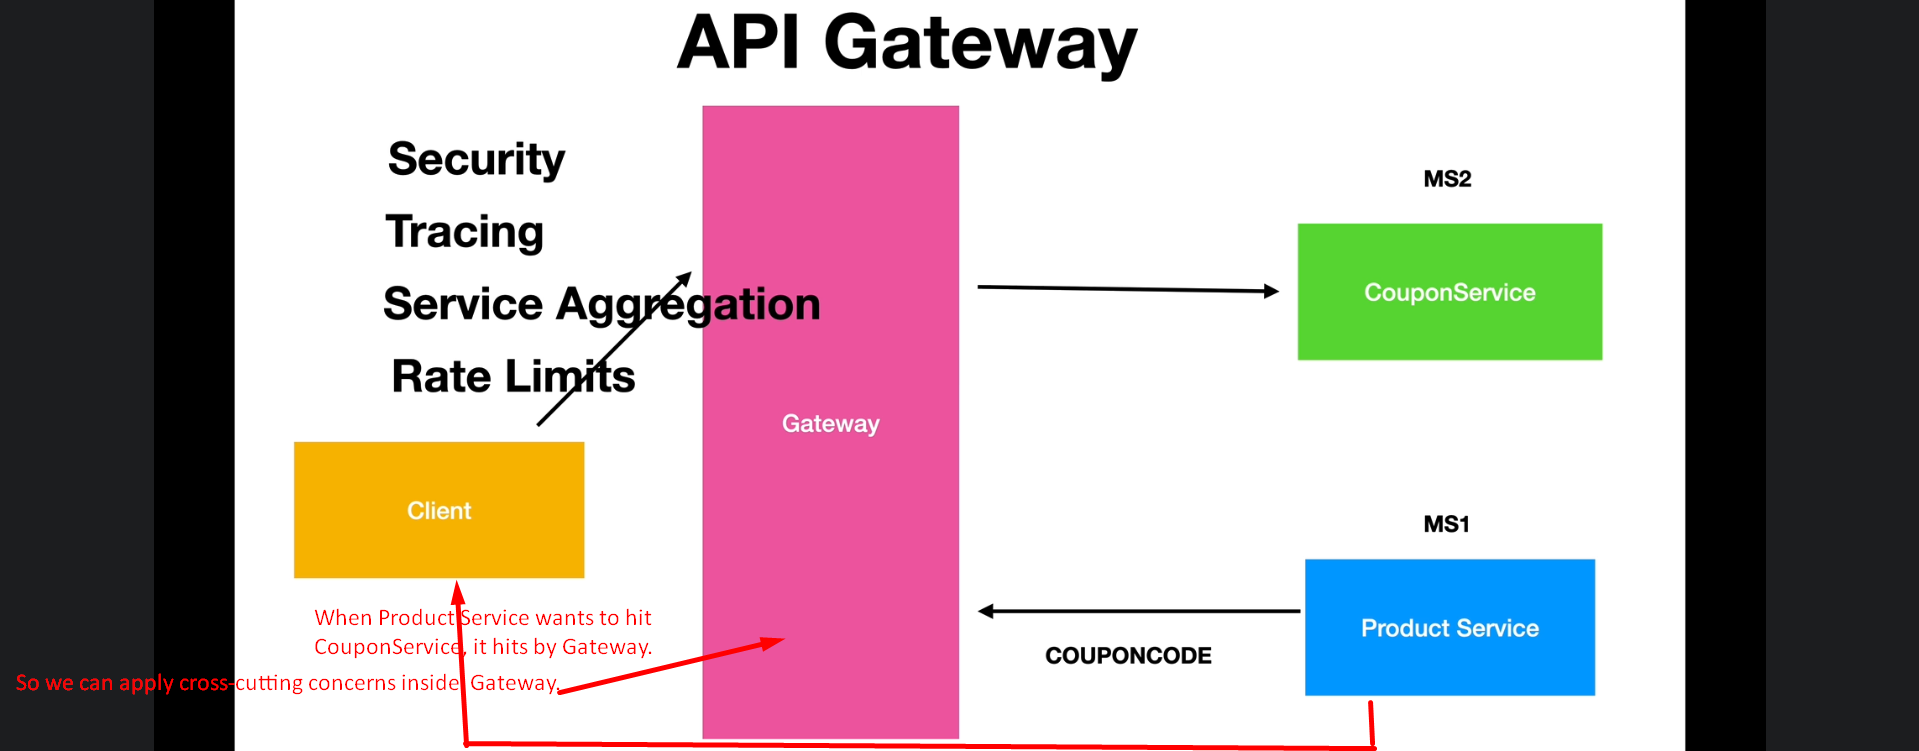 API Gateway
Security
Tracing
Service Aggregation
Rate Limits
MS2
CouponService
Gateway
Client
MS1
Product Service
COUPONCODE
When Product Service wants to hit
CouponService, it hits by Gateway.
So we can apply cross-cutting concerns inside Gateway.